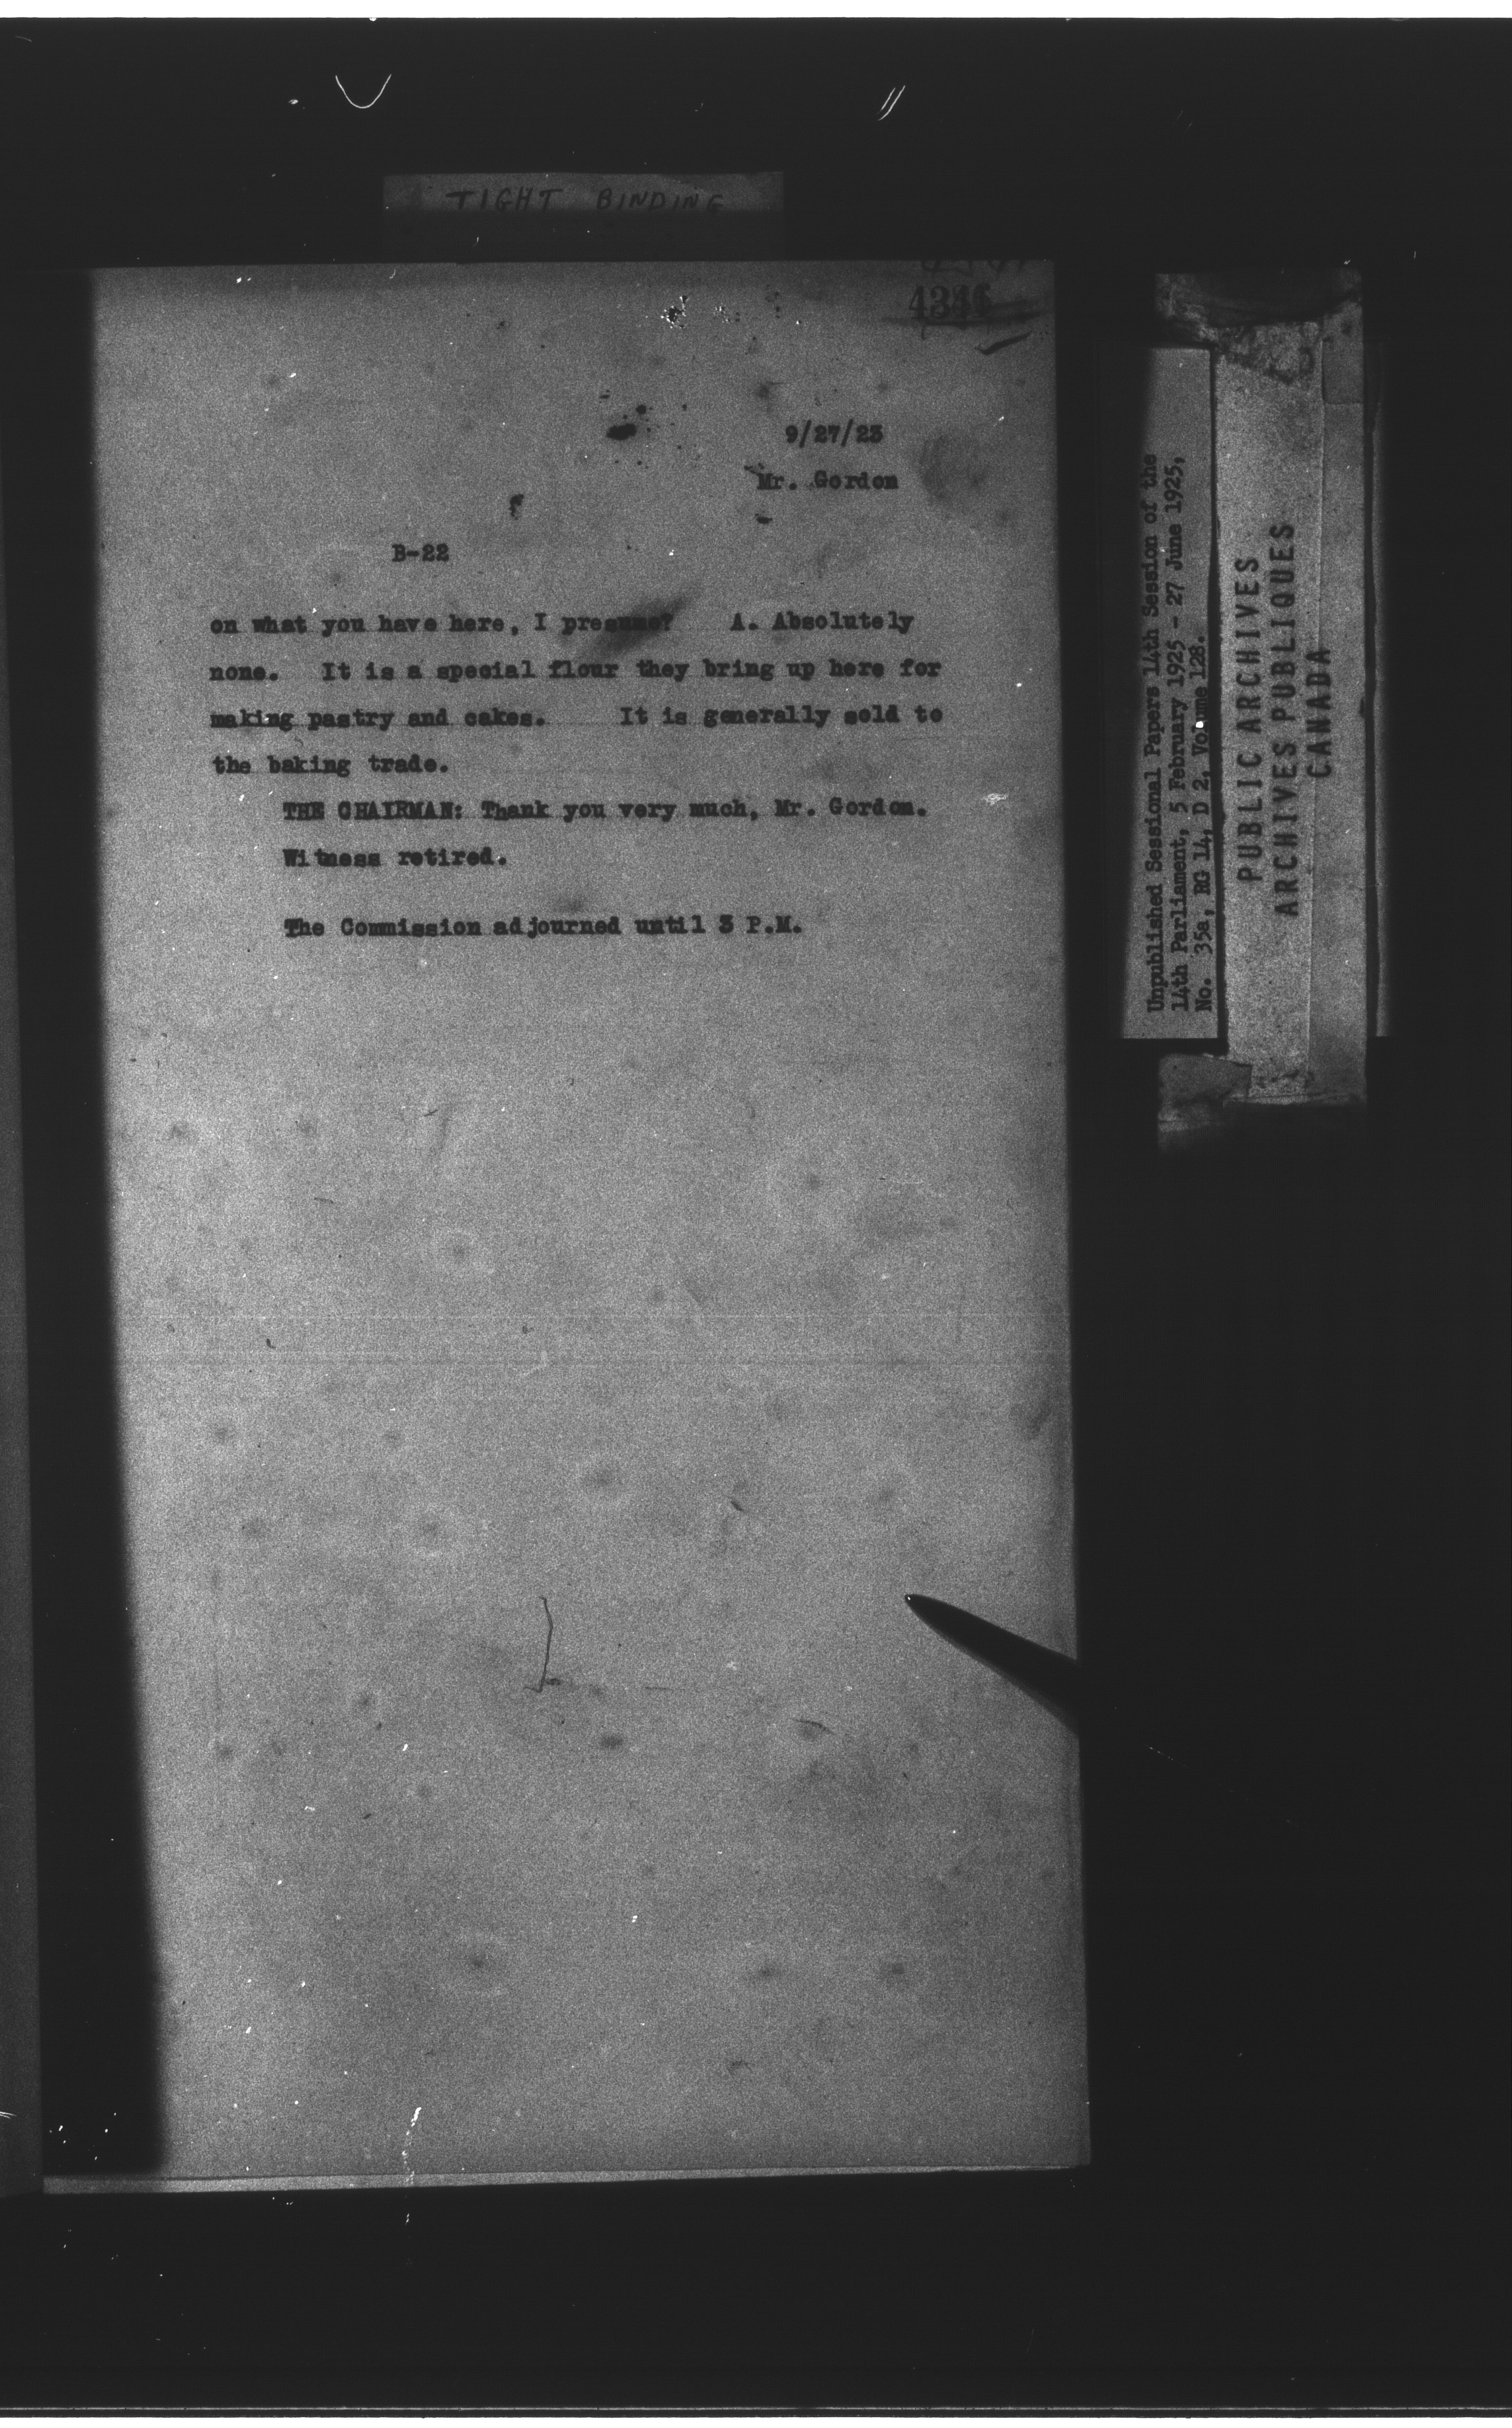 TIGHT BINDING
9/27/23
Mr. Gordon
B-22
on what you have here, I presume? A. Absolutely
none. It is a special flour they bring up here for
making pastry and cakes. It is generally sold to
the baking trade.
THE CHAIRMAN: Thank you very much, Mr. Gordon.
Witness retired.
The Commission adjourned until 3 P.M.
Unpublished Sessional Papers 14th Session of the
14th Parliament, 5 February 1925 - 27 June 1925,
No. 35a, RG 14, D 2, Volume 128.
PUBLIC ARCHIVES
ARCHIVES PUBLIQUES
CANADA